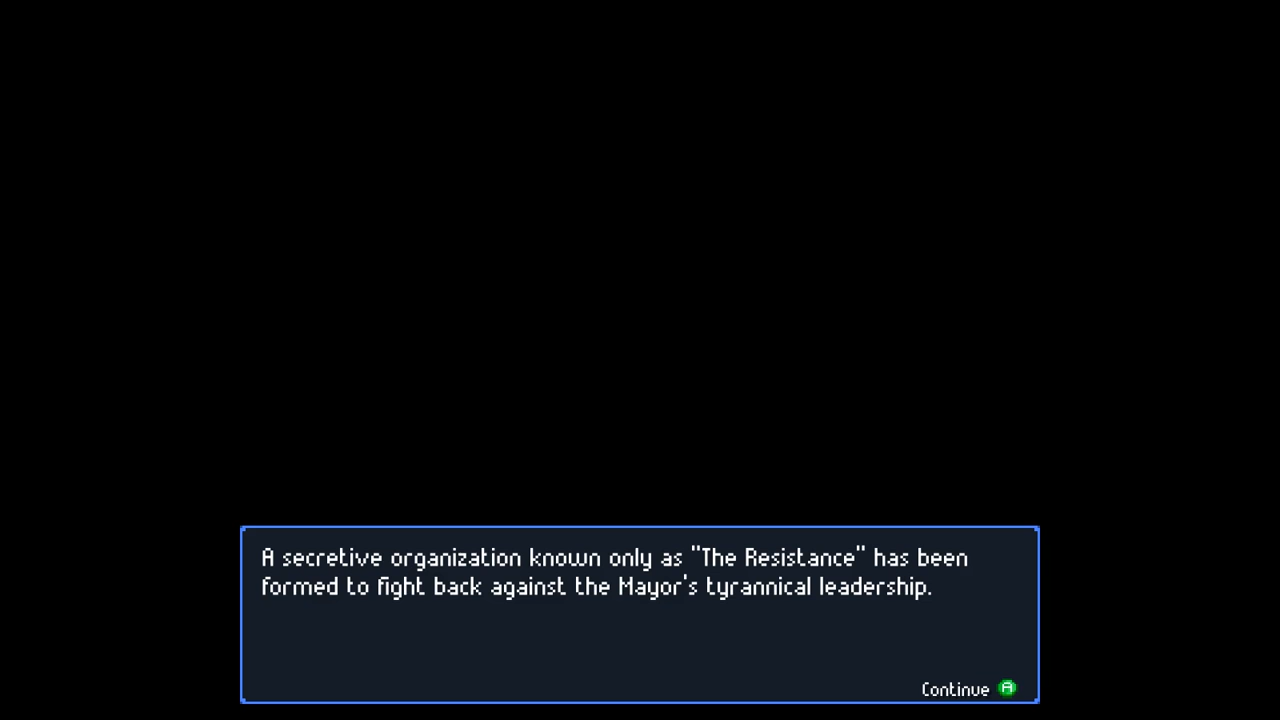 A secretive organization known only as "The Resistance" has been
formed to fight back against the Mayor's tyrannical leadership.
Continue A